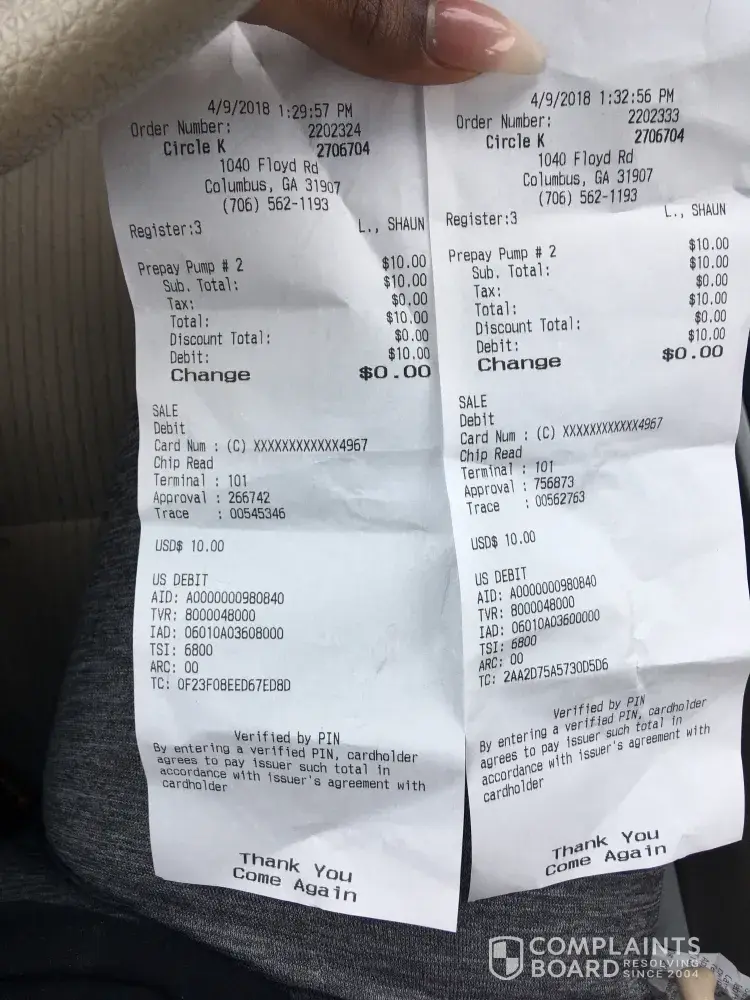 4/9/2018 1:29:57 PM
Order Number: 2202324
Circle K 2706704
1040 Floyd Rd
Columbus, GA 31907
(706) 562-1193
Register:3 L., SHAUN
Prepay Pump # 2 $10.00
Sub. Total: $10.00
Tax: $0.00
Total: $10.00
Discount Total: $0.00
Debit: $10.00
Change $0.00
SALE
Debit
Card Num : (C) XXXXXXXXXXXX4967
Chip Read
Terminal : 101
Approval : 266742
Trace : 00545346
USD$ 10.00
US DEBIT
AID: A0000000980840
TVR: 8000048000
IAD: 06010A03608000
TSI: 6800
ARC: 00
TC: 0F23F08EED67ED8D
Verified by PIN
By entering a verified PIN, cardholder
agrees to pay issuer such total in
accordance with issuer's agreement with
cardholder
Thank You
Come Again
4/9/2018 1:32:56 PM
Order Number: 2202333
Circle K 2706704
1040 Floyd Rd
Columbus, GA 31907
(706) 562-1193
Register:3 L., SHAUN
Prepay Pump # 2 $10.00
Sub. Total: $10.00
Tax: $0.00
Total: $10.00
Discount Total: $0.00
Debit: $10.00
Change $0.00
SALE
Debit
Card Num : (C) XXXXXXXXXXXX4967
Chip Read
Terminal : 101
Approval : 756873
Trace : 00562763
USD$ 10.00
US DEBIT
AID: A0000000980840
TVR: 8000048000
IAD: 06010A03600000
TSI: 6800
ARC: 00
TC: 2AA2D75A5730D5D6
Verified by PIN
By entering a verified PIN, cardholder
agrees to pay issuer such total in
accordance with issuer's agreement with
cardholder
Thank You
Come Again
COMPLAINTS
BOARD RESOLVING
SINCE 2004